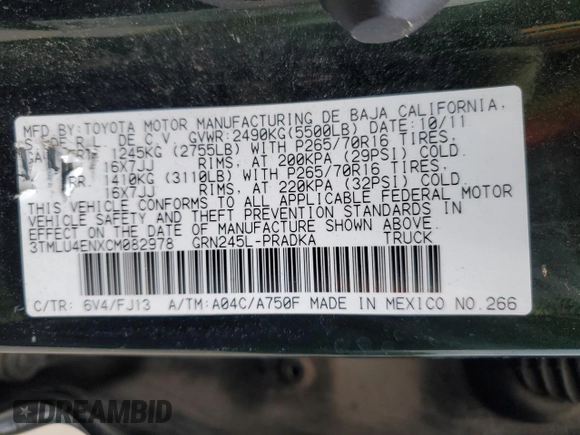 MFD.BY:TOYOTA MOTOR MANUFACTURING DE BAJA CALIFORNIA,
S DE R.L. DE C.V. GVWR:2490KG(5500LB) DATE:10/11
1245KG (2755LB) WITH P265/70R16 TIRES,
16X7JJ RIMS, AT 200KPA (29PSI) COLD.
RR 1410KG (3110LB) WITH P265/70R16 TIRES,
16X7JJ RIMS, AT 220KPA (32PSI) COLD.
THIS VEHICLE CONFORMS TO ALL APPLICABLE FEDERAL MOTOR
VEHICLE SAFETY AND THEFT PREVENTION STANDARDS IN
EFFECT ON THE DATE OF MANUFACTURE SHOWN ABOVE.
3TMLU4ENXCM082978 GRN245L-PRADKA TRUCK
C/TR: 6V4/FJ13 A/TM:A04C/A750F MADE IN MEXICO NO.266
DREAMBID